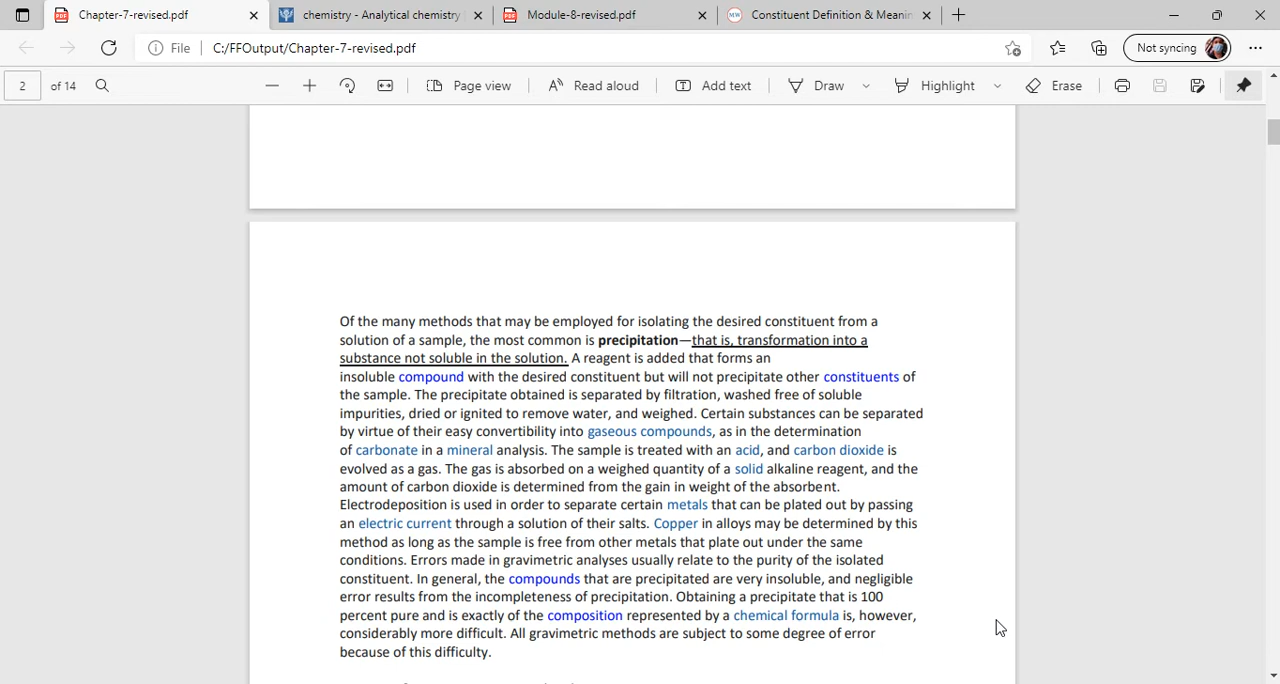 Chapter-7-revised.pdf
chemistry - Analytical chemistry
Module-8-revised.pdf
MW Constituent Definition & Meanin
File C:/FFOutput/Chapter-7-revised.pdf
Not syncing
2 of 14
Page view
Read aloud
Add text
Draw
Highlight
Erase
Of the many methods that may be employed for isolating the desired constituent from a
solution of a sample, the most common is precipitation—that is, transformation into a
substance not soluble in the solution. A reagent is added that forms an
insoluble compound with the desired constituent but will not precipitate other constituents of
the sample. The precipitate obtained is separated by filtration, washed free of soluble
impurities, dried or ignited to remove water, and weighed. Certain substances can be separated
by virtue of their easy convertibility into gaseous compounds, as in the determination
of carbonate in a mineral analysis. The sample is treated with an acid, and carbon dioxide is
evolved as a gas. The gas is absorbed on a weighed quantity of a solid alkaline reagent, and the
amount of carbon dioxide is determined from the gain in weight of the absorbent.
Electrodeposition is used in order to separate certain metals that can be plated out by passing
an electric current through a solution of their salts. Copper in alloys may be determined by this
method as long as the sample is free from other metals that plate out under the same
conditions. Errors made in gravimetric analyses usually relate to the purity of the isolated
constituent. In general, the compounds that are precipitated are very insoluble, and negligible
error results from the incompleteness of precipitation. Obtaining a precipitate that is 100
percent pure and is exactly of the composition represented by a chemical formula is, however,
considerably more difficult. All gravimetric methods are subject to some degree of error
because of this difficulty.